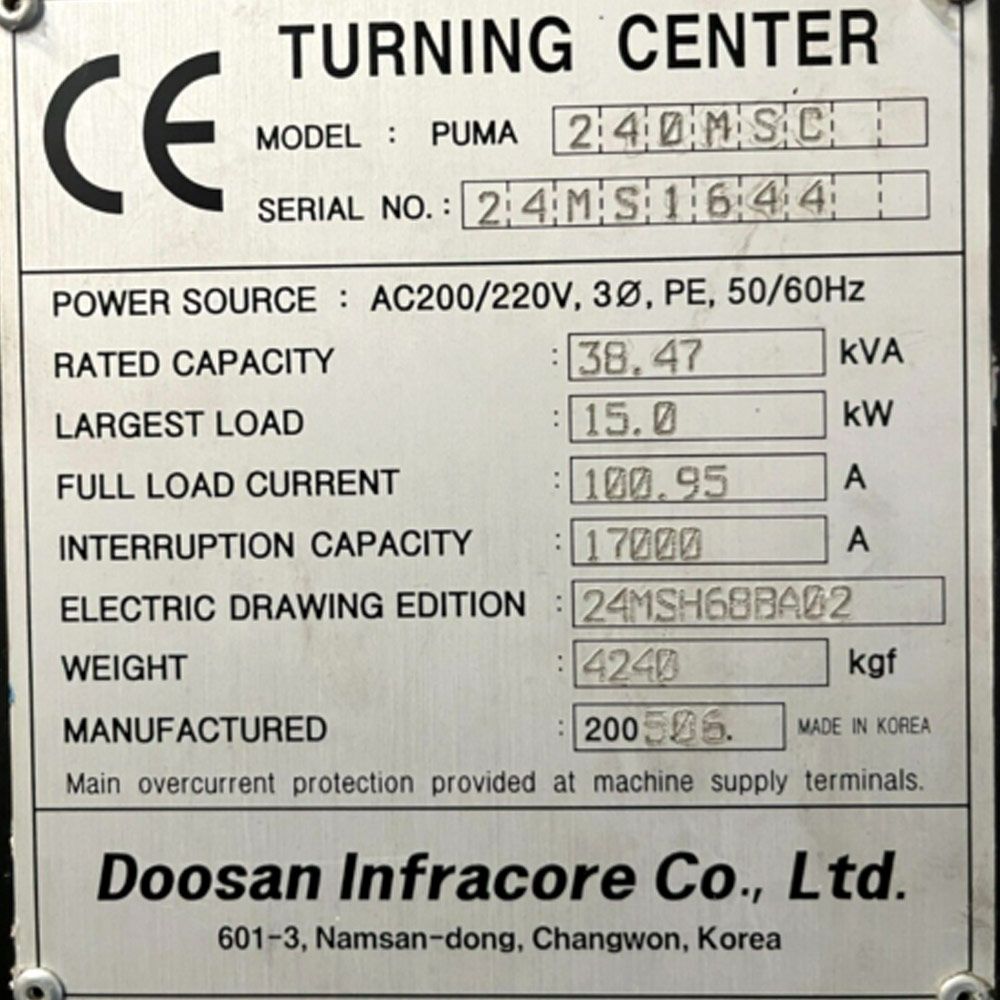 CE
TURNING CENTER
MODEL : PUMA 240MSC
SERIAL NO. : 24MS1644
POWER SOURCE : AC200/220V, 3Ø, PE, 50/60Hz
RATED CAPACITY : 38.47 kVA
LARGEST LOAD : 15.0 kW
FULL LOAD CURRENT : 100.95 A
INTERRUPTION CAPACITY : 17000 A
ELECTRIC DRAWING EDITION : 24MSH68BA02
WEIGHT : 4240 kgf
MANUFACTURED : 200506. MADE IN KOREA
Main overcurrent protection provided at machine supply terminals.
Doosan Infracore Co., Ltd.
601-3, Namsan-dong, Changwon, Korea